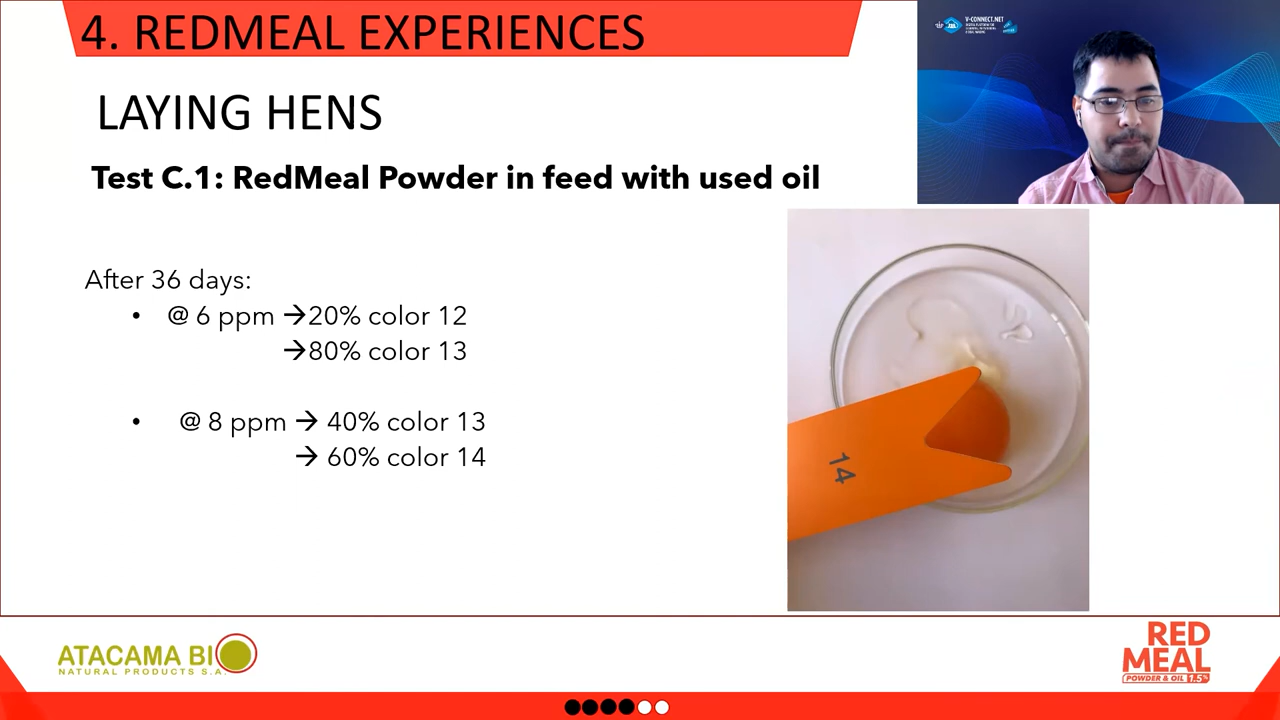 4. REDMEAL EXPERIENCES
V-CONNECT.NET
LAYING HENS
Test C.1: RedMeal Powder in feed with used oil
After 36 days:
• @ 6 ppm →20% color 12
→80% color 13
• @ 8 ppm → 40% color 13
→ 60% color 14
14
ATACAMA BIO
NATURAL PRODUCTS S.A.
RED
MEAL
POWDER & OIL 1.5%